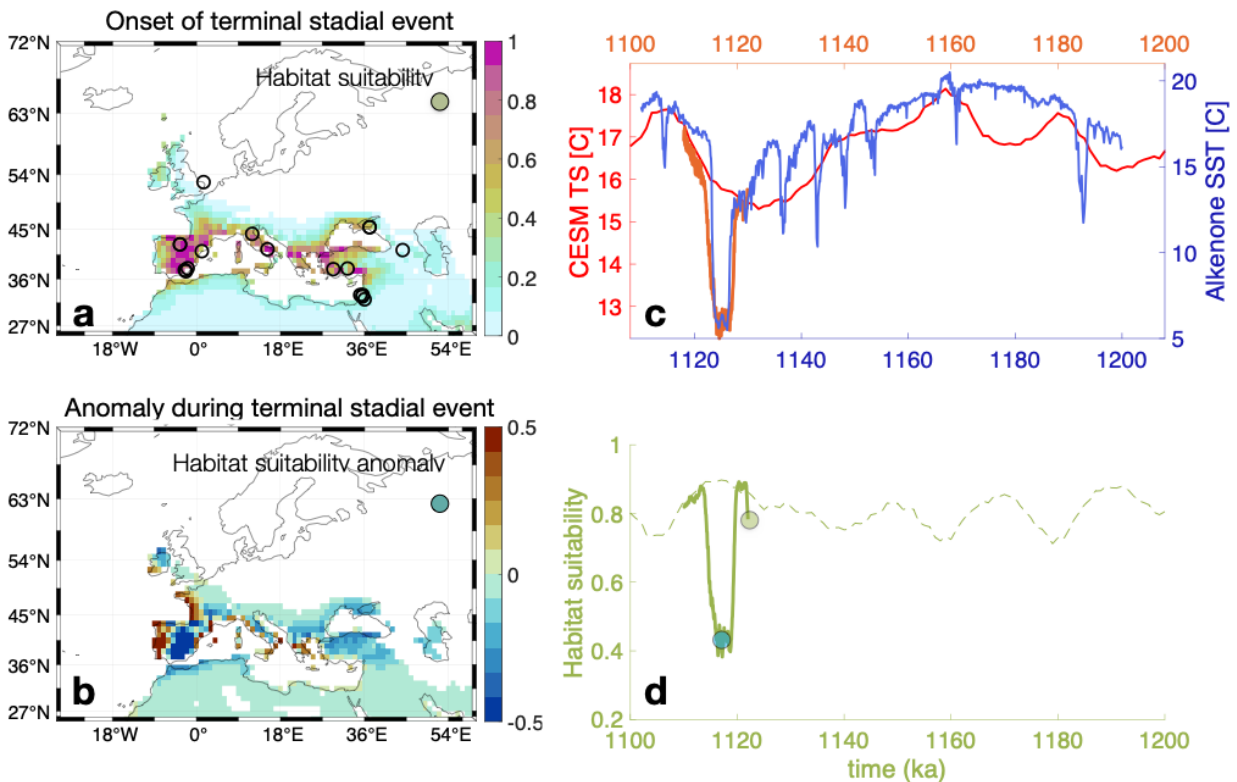 Onset of terminal stadial event
72°N
63°N
54°N
45°N
36°N
27°N
Habitat suitability
a
18°W 0° 18°E 36°E 54°E
1
0.8
0.6
0.4
0.2
0
1100 1120 1140 1160 1180 1200
CESM TS [C]
18
17
16
15
14
13
c
20
15
10
5
Alkenone SST [C]
1120 1140 1160 1180 1200
Anomaly during terminal stadial event
72°N
63°N
54°N
45°N
36°N
27°N
Habitat suitability anomaly
b
18°W 0° 18°E 36°E 54°E
0.5
0
-0.5
Habitat suitability
1
0.8
0.6
0.4
0.2
d
1100 1120 1140 1160 1180 1200
time (ka)